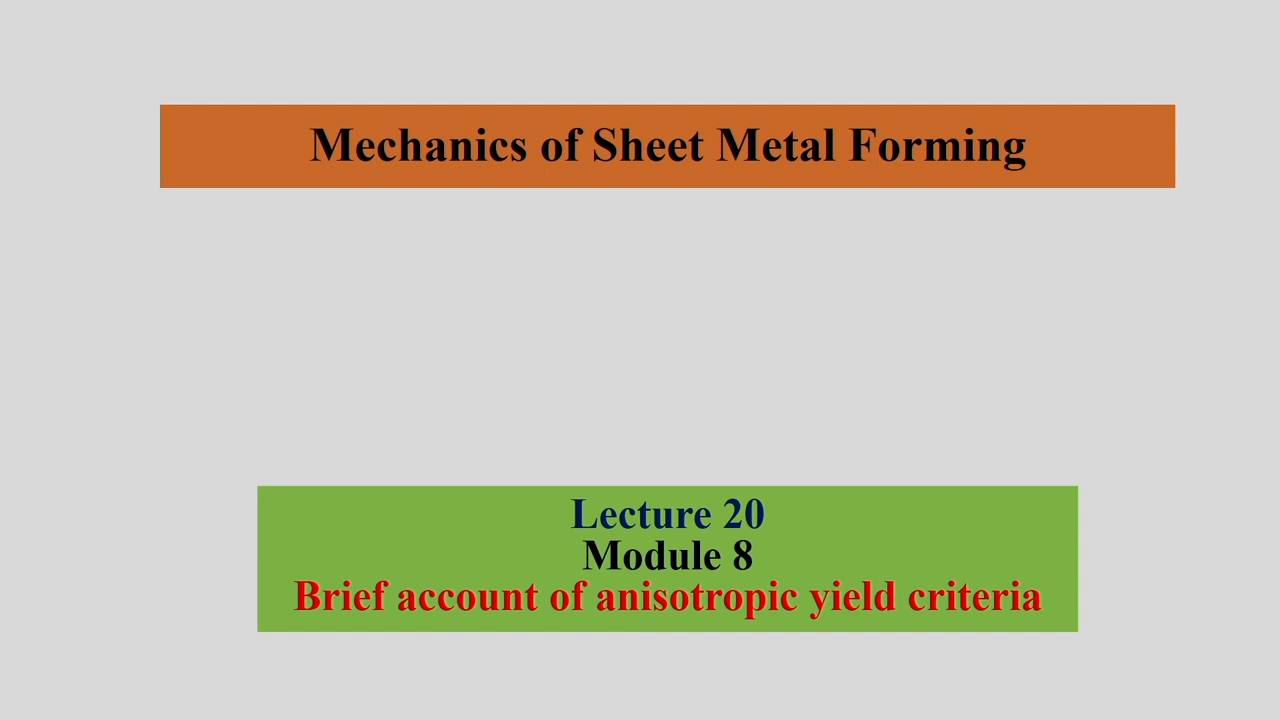 Mechanics of Sheet Metal Forming
Lecture 20
Module 8
Brief account of anisotropic yield criteria